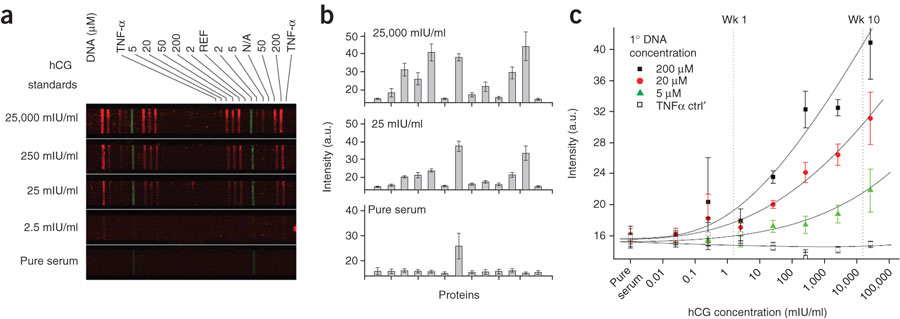 a
DNA (μM)
TNF-α
5
20
50
200
2
REF
2
5
N/A
50
200
TNF-α
hCG
standards
25,000 mIU/ml
250 mIU/ml
25 mIU/ml
2.5 mIU/ml
Pure serum
b
25,000 mIU/ml
50
40
30
20
25 mIU/ml
50
40
30
20
Pure serum
40
30
20
Intensity (a.u.)
Proteins
c
Wk 1
Wk 10
1° DNA
concentration
200 μM
20 μM
5 μM
TNFα ctrl′
40
36
32
28
24
20
16
Intensity (a.u.)
Pure
serum
0.01
0.1
1
10
100
1,000
10,000
100,000
hCG concentration (mIU/ml)